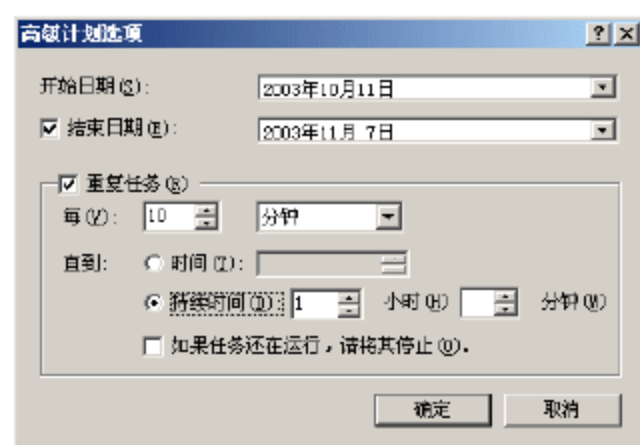 高级计划选项
开始日期(S): 2003年10月11日
结束日期(E): 2003年11月 7日
重复任务(R)
每(V): 10 分钟
直到: 时间(T):
持续时间(D): 1 小时(H) 分钟(M)
如果任务还在运行，请将其停止(O)。
确定 取消